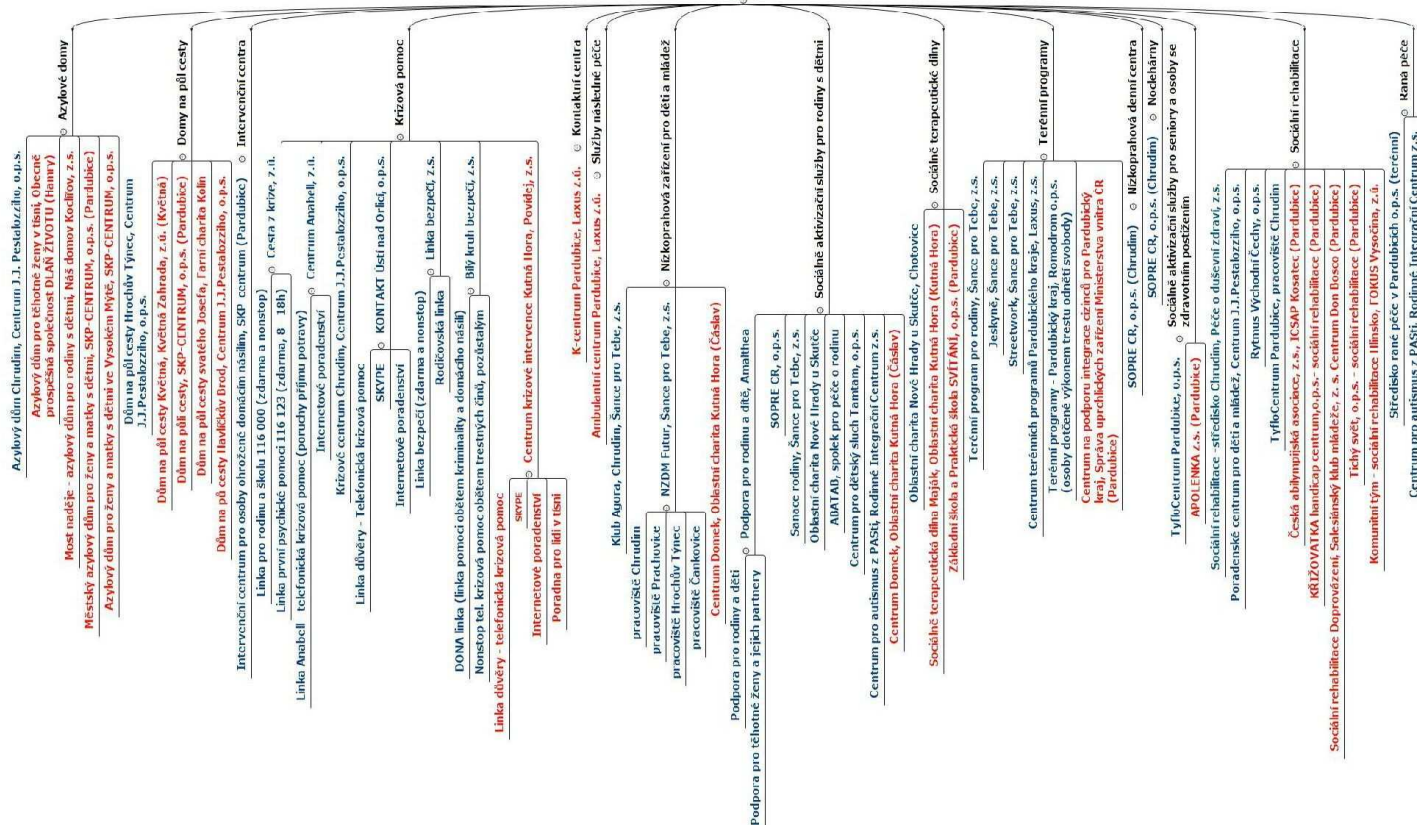 Azylové domy
Azylový dům Chrudim, Centrum J.J. Pestalozziho, o.p.s.
Azylový dům pro těhotné ženy v tísni, Obecně
prospěšná společnost DLAŇ ŽIVOTU (Hamry)
Most naděje - azylový dům pro rodiny s dětmi, Náš domov Koclířov, z.s.
Městský azylový dům pro ženy a matky s dětmi, SKP-CENTRUM, o.p.s. (Pardubice)
Azylový dům pro ženy a matky s dětmi ve Vysokém Mýtě, SKP-CENTRUM, o.p.s.
Domy na půl cesty
Dům na půl cesty Hrochův Týnec, Centrum
J.J.Pestalozziho, o.p.s.
Dům na půl cesty Květná, Květná Zahrada, z.ú. (Květná)
Dům na půli cesty, SKP-CENTRUM, o.p.s. (Pardubice)
Dům na půl cesty svatého Josefa, Farní charita Kolín
Dům na pů cesty Havlíčkův Brod, Centrum J.J.Pestalozziho, o.p.s.
Intervenční centra
Intervenční centrum pro osoby ohrožené domácím násilím, SKP centrum (Pardubice)
Krizová pomoc
Cesta z krize, z.ú.
Linka pro rodinu a školu 116 000 (zdarma a nonstop)
Linka první psychické pomoci 116 123 (zdarma, 8 18h)
Centrum Anabell, z.ú.
Linka Anabell telefonická krizová pomoc (poruchy příjmu potravy)
Internetové poradenství
Krizové centrum Chrudim, Centrum J.J.Pestalozziho, o.p.s.
KONTAKT Ústí nad Orlicí, o.p.s.
Linka důvěry - Telefonická krizová pomoc
SKYPE
Internetové poradenství
Linka bezpečí, z.s.
Linka bezpečí (zdarma a nonstop)
Rodičovská linka
Bílý kruh bezpečí, z.s.
DONA linka (linka pomoci obětem kriminality a domácího násilí)
Nonstop tel. krizová pomoc obětem trestných činů, pozůstalým
Centrum krizové intervence Kutná Hora, Povídej, z.s.
Linka důvěry - telefonická krizová pomoc
SKYPE
Internetové poradenství
Poradna pro lidi v tísni
Kontaktní centra
K-centrum Pardubice, Laxus z.ú.
Služby následné péče
Ambulantní centrum Pardubice, Laxus z.ú.
Nízkoprahová zařízení pro děti a mládež
Klub Agora, Chrudim, Šance pro Tebe, z.s.
NZDM Futur, Šance pro Tebe, z.s.
pracoviště Chrudim
pracoviště Prachovice
pracoviště Hrochův Týnec
pracoviště Čankovice
Centrum Domek, Oblastní charita Kutná Hora (Čáslav)
Sociálně aktivizační služby pro rodiny s dětmi
Podpora pro rodinu a dítě, Amalthea
Podpora pro rodiny a děti
Podpora pro těhotné ženy a jejich partnery
SOPRE CR, o.p.s.
Šance rodiny, Šance pro Tebe, z.s.
Oblastní charita Nové Hrady u Skutče
ABATAB, spolek pro péče o rodinu
Centrum pro dětský sluch Tamtam, o.p.s.
Centrum pro autismus z PASti, Rodinné Integrační Centrum z.s.
Centrum Domek, Oblastní charita Kutná Hora (Čáslav)
Oblastní charita Nové Hrady u Skutče, Chotovice
Sociálně terapeutické dílny
Sociálně terapeutická dílna Maják, Oblastní charita Kutná Hora (Kutná Hora)
Základní škola a Praktická škola SVÍTÁNÍ, o.p.s. (Pardubice)
Terénní programy
Terénní program pro rodiny, Šance pro Tebe, z.s.
Jeskyně, Šance pro Tebe, z.s.
Streetwork, Šance pro Tebe, z.s.
Centrum terénních programů Pardubického kraje, Laxus, z.s.
Terénní programy - Pardubický kraj, Romodrom o.p.s.
(osoby dotčené výkonem trestu odnětí svobody)
Centrum na podporu integrace cizinců pro Pardubický
kraj, Správa uprchlických zařízení Ministerstva vnitra ČR
(Pardubice)
Nízkoprahová denní centra
SOPRE CR, o.p.s. (Chrudim)
Noclehárny
SOPRE CR, o.p.s. (Chrudim)
Sociálně aktivizační služby pro seniory a osoby se
zdravotním postižením
TyfloCentrum Pardubice, o.p.s.
APOLENKA z.s. (Pardubice)
Sociální rehabilitace
Sociální rehabilitace -středisko Chrudim, Péče o duševní zdraví, z.s.
Poradenské centrum pro děti a mládež, Centrum J.J.Pestalozziho, o.p.s.
Rytmus Východní Čechy, o.p.s.
TyfloCentrum Pardubice, pracoviště Chrudim
Česká abilympijská asociace, z.s., ICSAP Kosatec (Pardubice)
KŘIŽOVATKA handicap centrum,o.p.s - sociální rehabilitace (Pardubice)
Sociální rehabilitace Doprovázení, Salesiánský klub mládeže, z. s. Centrum Don Bosco (Pardubice)
Tichý svět, o.p.s. - sociální rehabilitace (Pardubice)
Komunitní tým - sociální rehabilitace Hlinsko, FOKUS Vysočina, z.ú.
Raná péče
Středisko rané péče v Pardubicích o.p.s. (terénní)
Centrum pro autismus z PASti, Rodinné Integrační Centrum z.s.